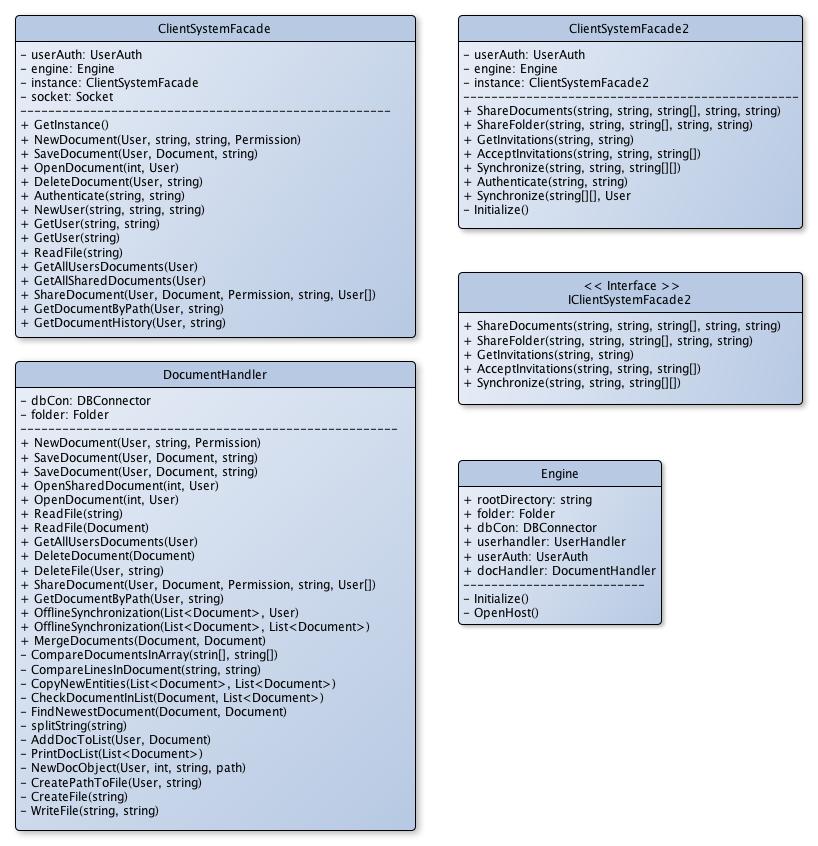 ClientSystemFacade
- userAuth: UserAuth
- engine: Engine
- instance: ClientSystemFacade
- socket: Socket
+ GetInstance()
+ NewDocument(User, string, string, Permission)
+ SaveDocument(User, Document, string)
+ OpenDocument(int, User)
+ DeleteDocument(User, string)
+ Authenticate(string, string)
+ NewUser(string, string, string)
+ GetUser(string, string)
+ GetUser(string)
+ ReadFile(string)
+ GetAllUsersDocuments(User)
+ GetAllSharedDocuments(User)
+ ShareDocument(User, Document, Permission, string, User[])
+ GetDocumentByPath(User, string)
+ GetDocumentHistory(User, string)
DocumentHandler
- dbCon: DBConnector
- folder: Folder
+ NewDocument(User, string, Permission)
+ SaveDocument(User, Document, string)
+ SaveDocument(User, Document, string)
+ OpenSharedDocument(int, User)
+ OpenDocument(int, User)
+ ReadFile(string)
+ ReadFile(Document)
+ GetAllUsersDocuments(User)
+ DeleteDocument(Document)
+ DeleteFile(User, string)
+ ShareDocument(User, Document, Permission, string, User[])
+ GetDocumentByPath(User, string)
+ OfflineSynchronization(List<Document>, User)
+ OfflineSynchronization(List<Document>, List<Document>)
+ MergeDocuments(Document, Document)
- CompareDocumentsInArray(strin[], string[])
- CompareLinesInDocument(string, string)
- CopyNewEntities(List<Document>, List<Document>)
- CheckDocumentInList(Document, List<Document>)
- FindNewestDocument(Document, Document)
- splitString(string)
- AddDocToList(User, Document)
- PrintDocList(List<Document>)
- NewDocObject(User, int, string, path)
- CreatePathToFile(User, string)
- CreateFile(string)
- WriteFile(string, string)
ClientSystemFacade2
- userAuth: UserAuth
- engine: Engine
- instance: ClientSystemFacade2
+ ShareDocuments(string, string, string[], string, string)
+ ShareFolder(string, string, string[], string, string)
+ GetInvitations(string, string)
+ AcceptInvitations(string, string, string[])
+ Synchronize(string, string, string[][])
+ Authenticate(string, string)
+ Synchronize(string[][], User
- Initialize()
<< Interface >>
IClientSystemFacade2
+ ShareDocuments(string, string, string[], string, string)
+ ShareFolder(string, string, string[], string, string)
+ GetInvitations(string, string)
+ AcceptInvitations(string, string, string[])
+ Synchronize(string, string, string[][])
Engine
+ rootDirectory: string
+ folder: Folder
+ dbCon: DBConnector
+ userhandler: UserHandler
+ userAuth: UserAuth
+ docHandler: DocumentHandler
- Initialize()
- OpenHost()